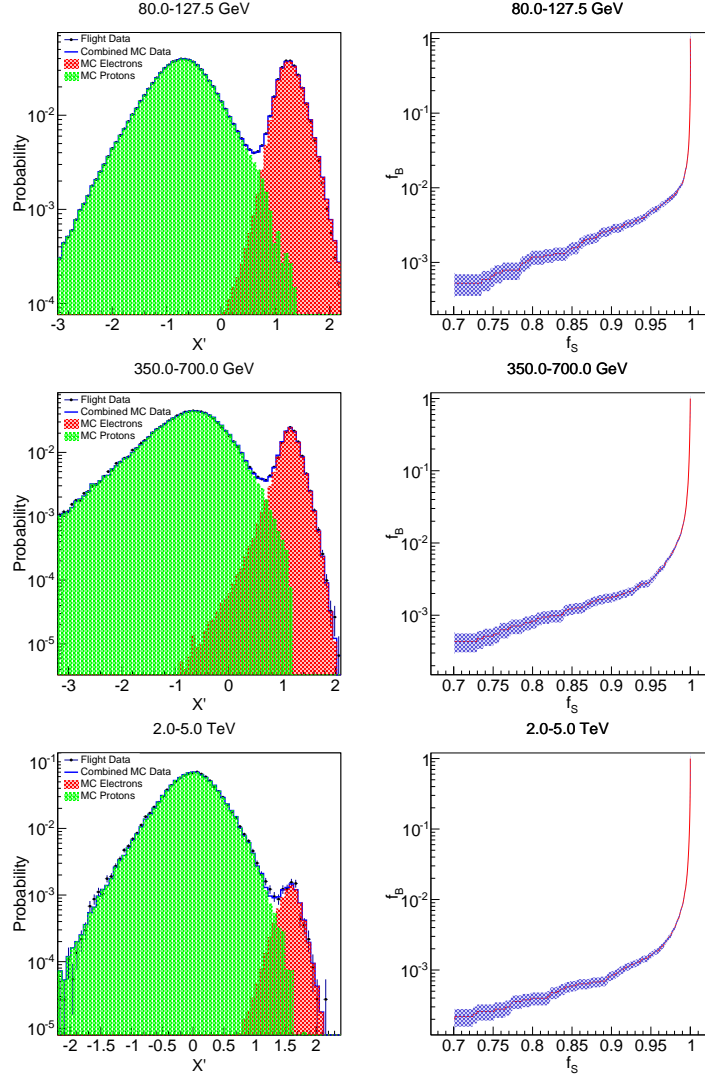 80.0-127.5 GeV
Flight Data
Combined MC Data
MC Electrons
MC Protons
Probability
10^-2
10^-3
10^-4
-3 -2 -1 0 1 2
X'
80.0-127.5 GeV
f_B
1
10^-1
10^-2
10^-3
0.7 0.75 0.8 0.85 0.9 0.95 1
f_S
350.0-700.0 GeV
Flight Data
Combined MC Data
MC Electrons
MC Protons
Probability
10^-2
10^-3
10^-4
10^-5
-3 -2 -1 0 1 2
X'
350.0-700.0 GeV
f_B
1
10^-1
10^-2
10^-3
0.7 0.75 0.8 0.85 0.9 0.95 1
f_S
2.0-5.0 TeV
Flight Data
Combined MC Data
MC Electrons
MC Protons
Probability
10^-1
10^-2
10^-3
10^-4
10^-5
-2 -1.5 -1 -0.5 0 0.5 1 1.5 2
X'
2.0-5.0 TeV
f_B
1
10^-1
10^-2
10^-3
0.7 0.75 0.8 0.85 0.9 0.95 1
f_S